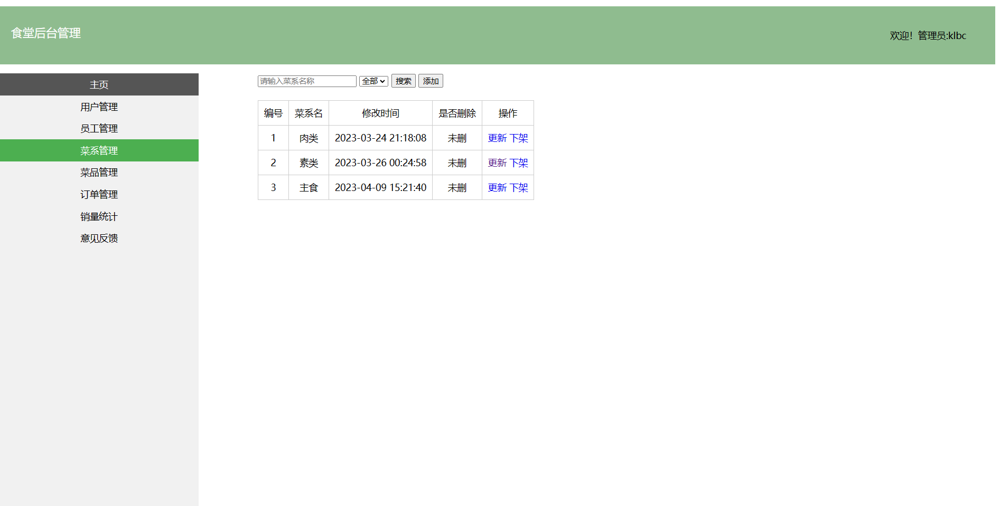 食堂后台管理
欢迎！管理员:klbc
主页
用户管理
员工管理
菜系管理
菜品管理
订单管理
销量统计
意见反馈
请输入菜系名称 全部 搜索 添加
编号 菜系名 修改时间 是否删除 操作
1 肉类 2023-03-24 21:18:08 未删 更新 下架
2 素类 2023-03-26 00:24:58 未删 更新 下架
3 主食 2023-04-09 15:21:40 未删 更新 下架